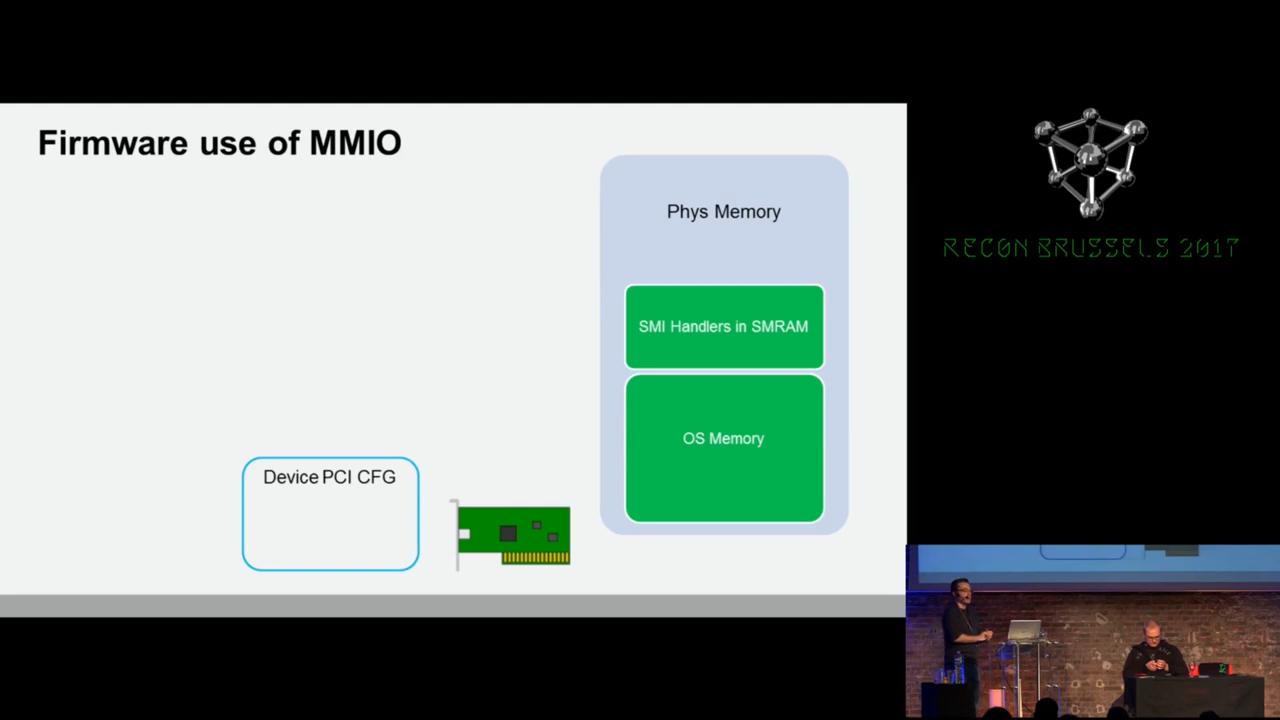 Firmware use of MMIO
Phys Memory
SMI Handlers in SMRAM
OS Memory
Device PCI CFG
RECON BRUSSELS 2017